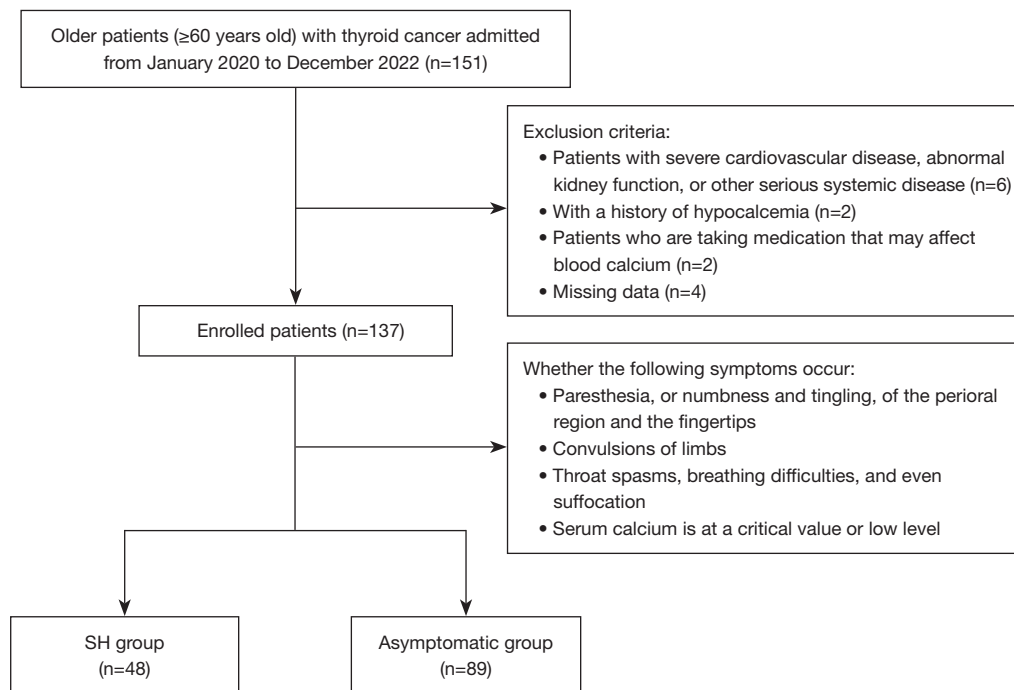 Older patients (≥60 years old) with thyroid cancer admitted
from January 2020 to December 2022 (n=151)
Exclusion criteria:
• Patients with severe cardiovascular disease, abnormal
kidney function, or other serious systemic disease (n=6)
• With a history of hypocalcemia (n=2)
• Patients who are taking medication that may affect
blood calcium (n=2)
• Missing data (n=4)
Enrolled patients (n=137)
Whether the following symptoms occur:
• Paresthesia, or numbness and tingling, of the perioral
region and the fingertips
• Convulsions of limbs
• Throat spasms, breathing difficulties, and even
suffocation
• Serum calcium is at a critical value or low level
SH group
(n=48)
Asymptomatic group
(n=89)